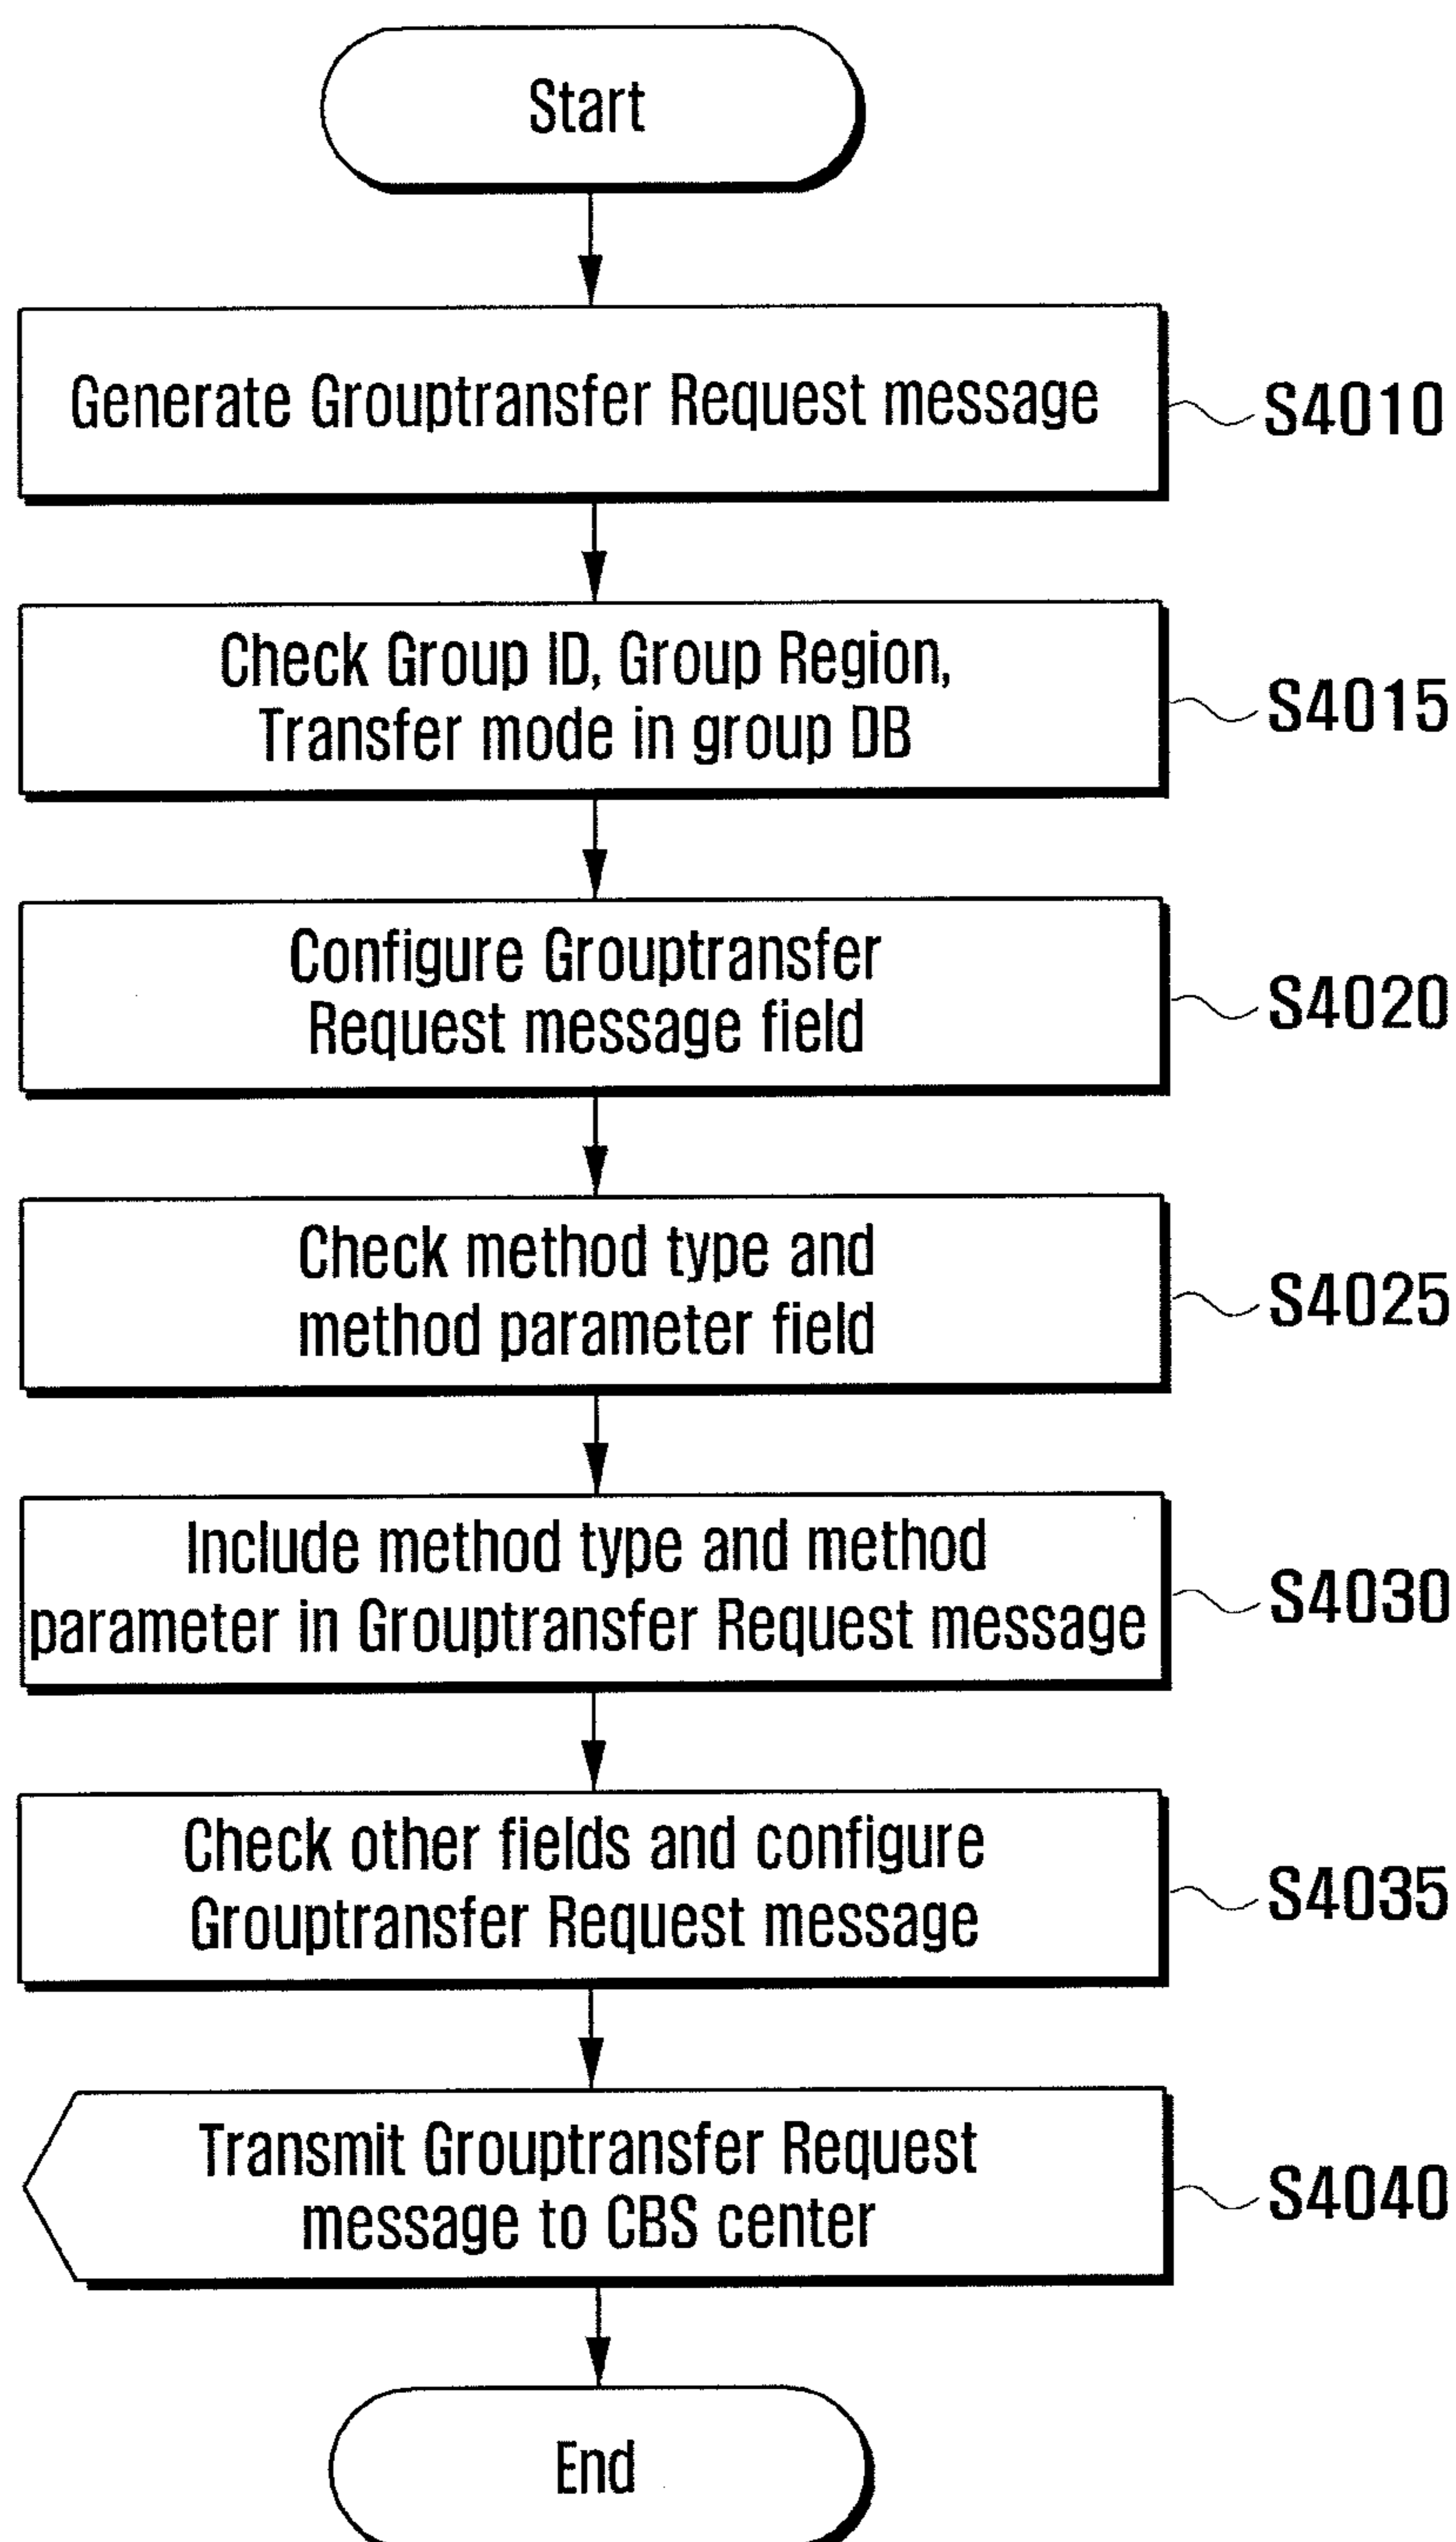 Start
Generate Grouptransfer Request message
S4010
Check Group ID, Group Region,
Transfer mode in group DB
S4015
Configure Grouptransfer
Request message field
S4020
Check method type and
method parameter field
S4025
Include method type and method
parameter in Grouptransfer Request message
S4030
Check other fields and configure
Grouptransfer Request message
S4035
Transmit Grouptransfer Request
message to CBS center
S4040
End